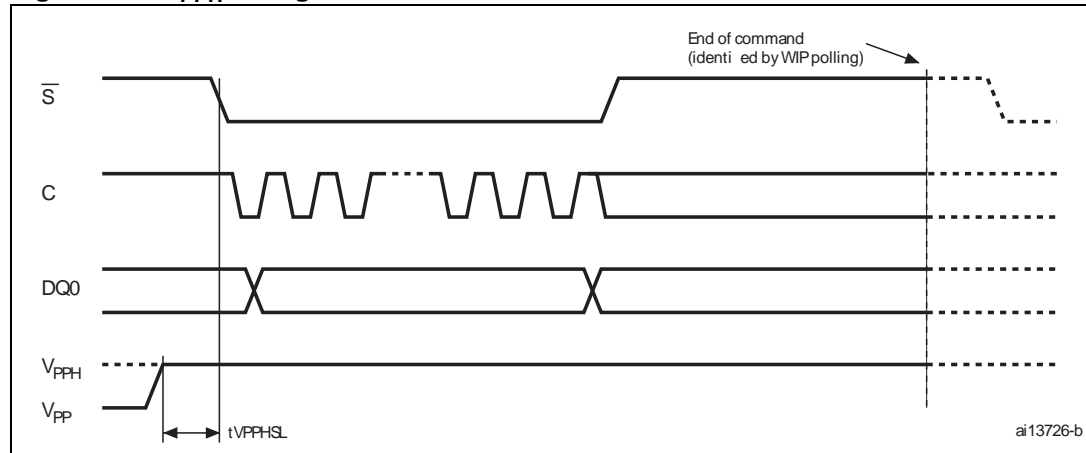 End of command
(identi ed by WIP polling)
S
C
DQ0
VPPH
VPP
tVPPHSL
ai13726-b